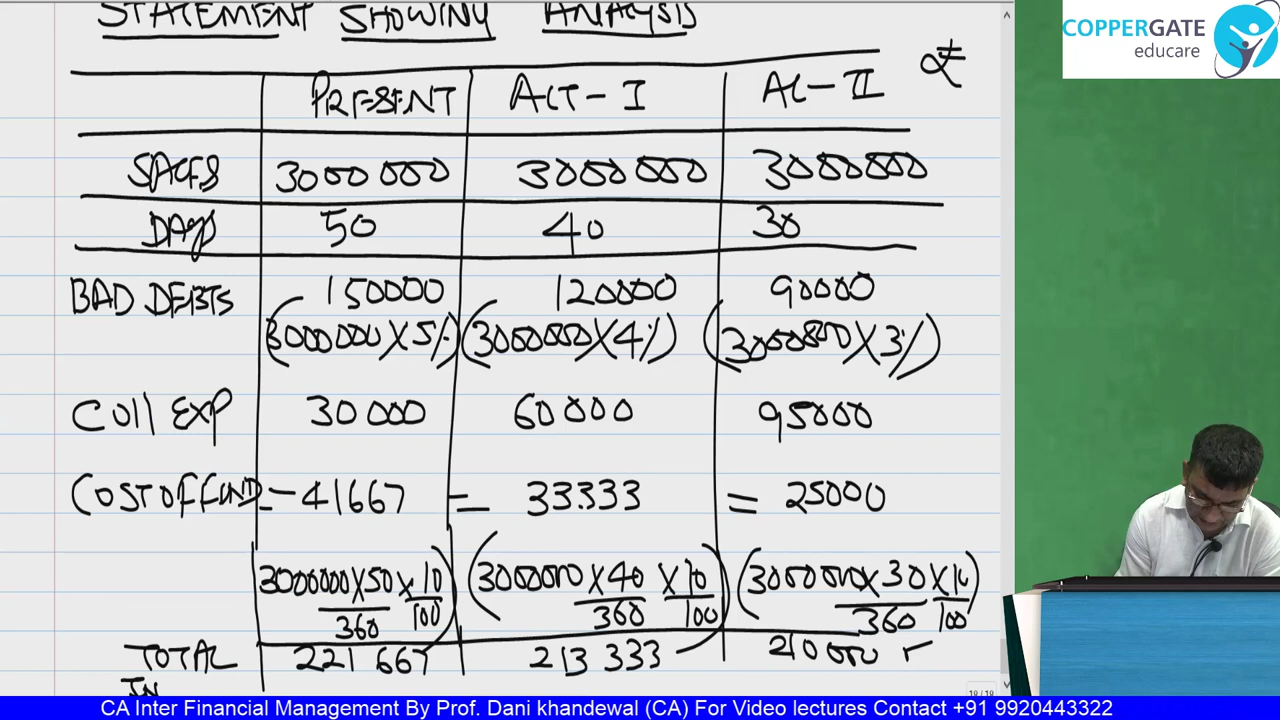 STATEMENT SHOWING ANALYSIS
COPPERGATE
educare
₹
PRESENT ALT-I AL-II
SALES 3000000 3000000 3000000
DAYS 50 40 30
BAD DEBTS 150000 120000 90000
(3000000 X 5%) (3000000 X 4%) (3000000 X 3%)
COLL EXP 30000 60000 95000
COST OF FUND = 41667 = 33333 = 25000
(3000000 X 50/360 X 10/100) (3000000 X 40/360 X 10/100) (3000000 X 30/360 X 10/100)
TOTAL 221667 213333 210000
IN
18/18
CA Inter Financial Management By Prof. Dani khandewal (CA) For Video lectures Contact +91 9920443322